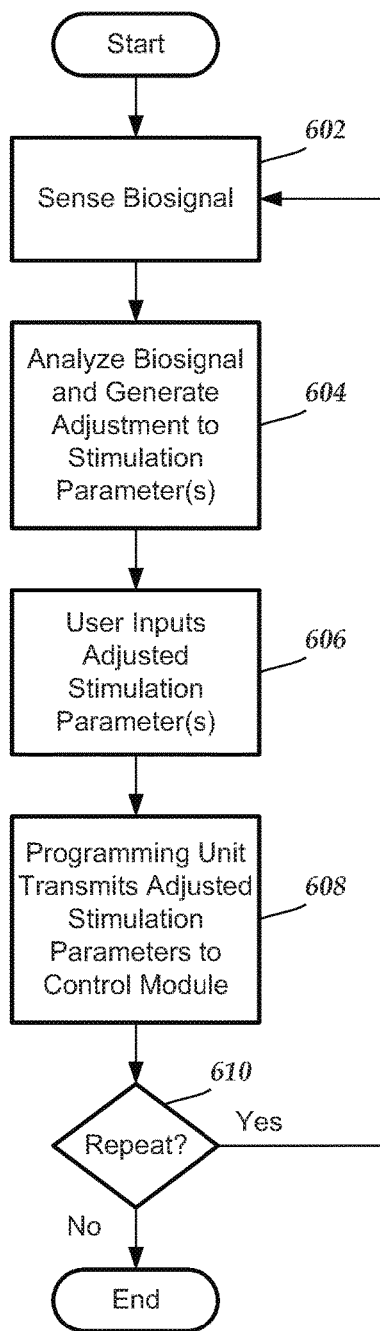 Start
602
Sense Biosignal
Analyze Biosignal
and Generate
Adjustment to
Stimulation
Parameter(s)
604
User Inputs
Adjusted
Stimulation
Parameter(s)
606
Programming Unit
Transmits Adjusted
Stimulation
Parameters to
Control Module
608
610
Repeat?
Yes
No
End